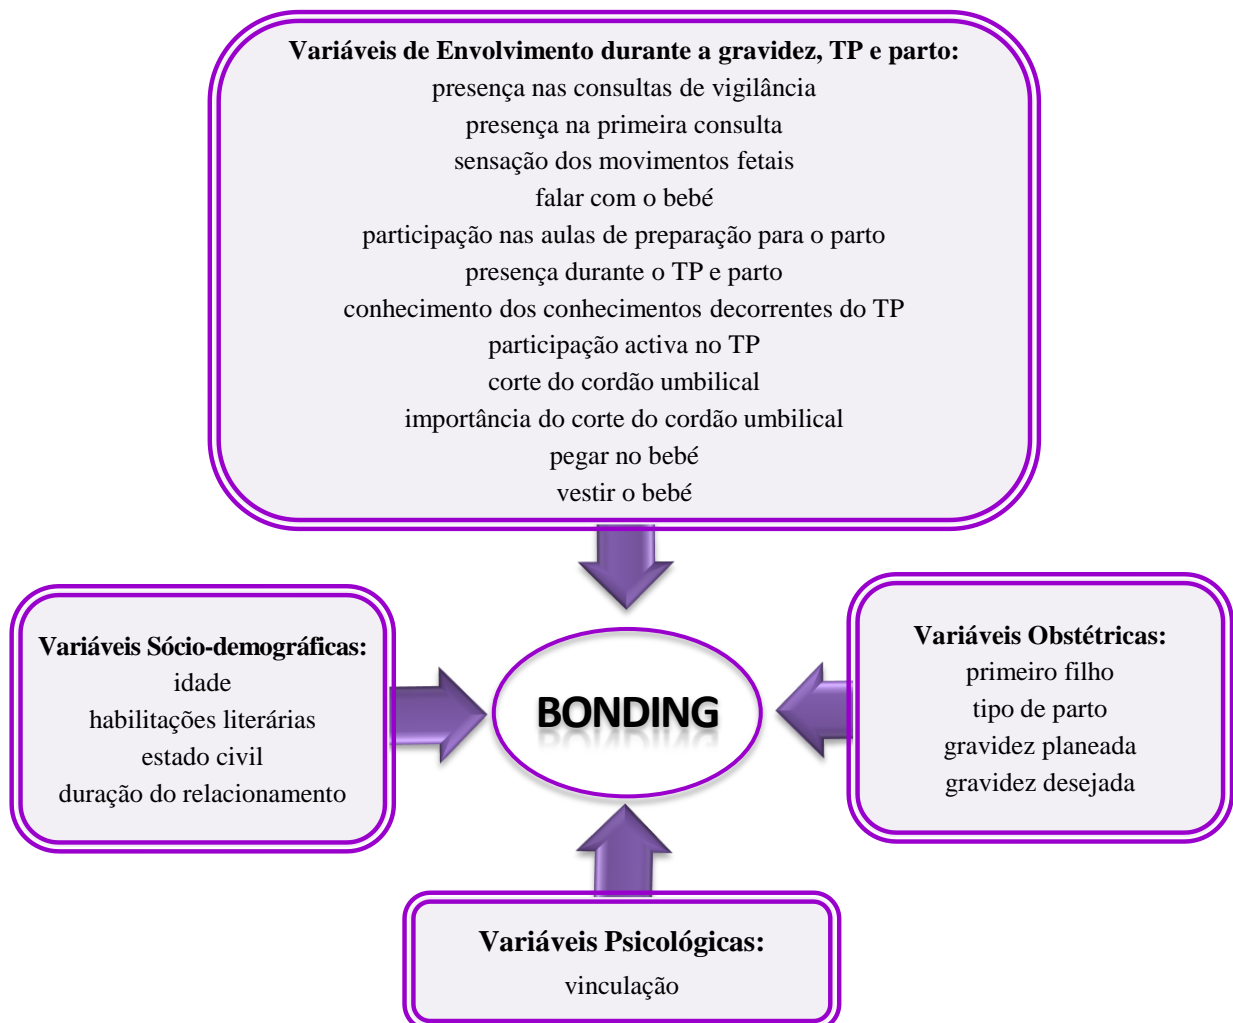 Variáveis de Envolvimento durante a gravidez, TP e parto:
presença nas consultas de vigilância
presença na primeira consulta
sensação dos movimentos fetais
falar com o bebé
participação nas aulas de preparação para o parto
presença durante o TP e parto
conhecimento dos conhecimentos decorrentes do TP
participação activa no TP
corte do cordão umbilical
importância do corte do cordão umbilical
pegar no bebé
vestir o bebé
Variáveis Sócio-demográficas:
idade
habilitações literárias
estado civil
duração do relacionamento
BONDING
Variáveis Obstétricas:
primeiro filho
tipo de parto
gravidez planeada
gravidez desejada
Variáveis Psicológicas:
vinculação